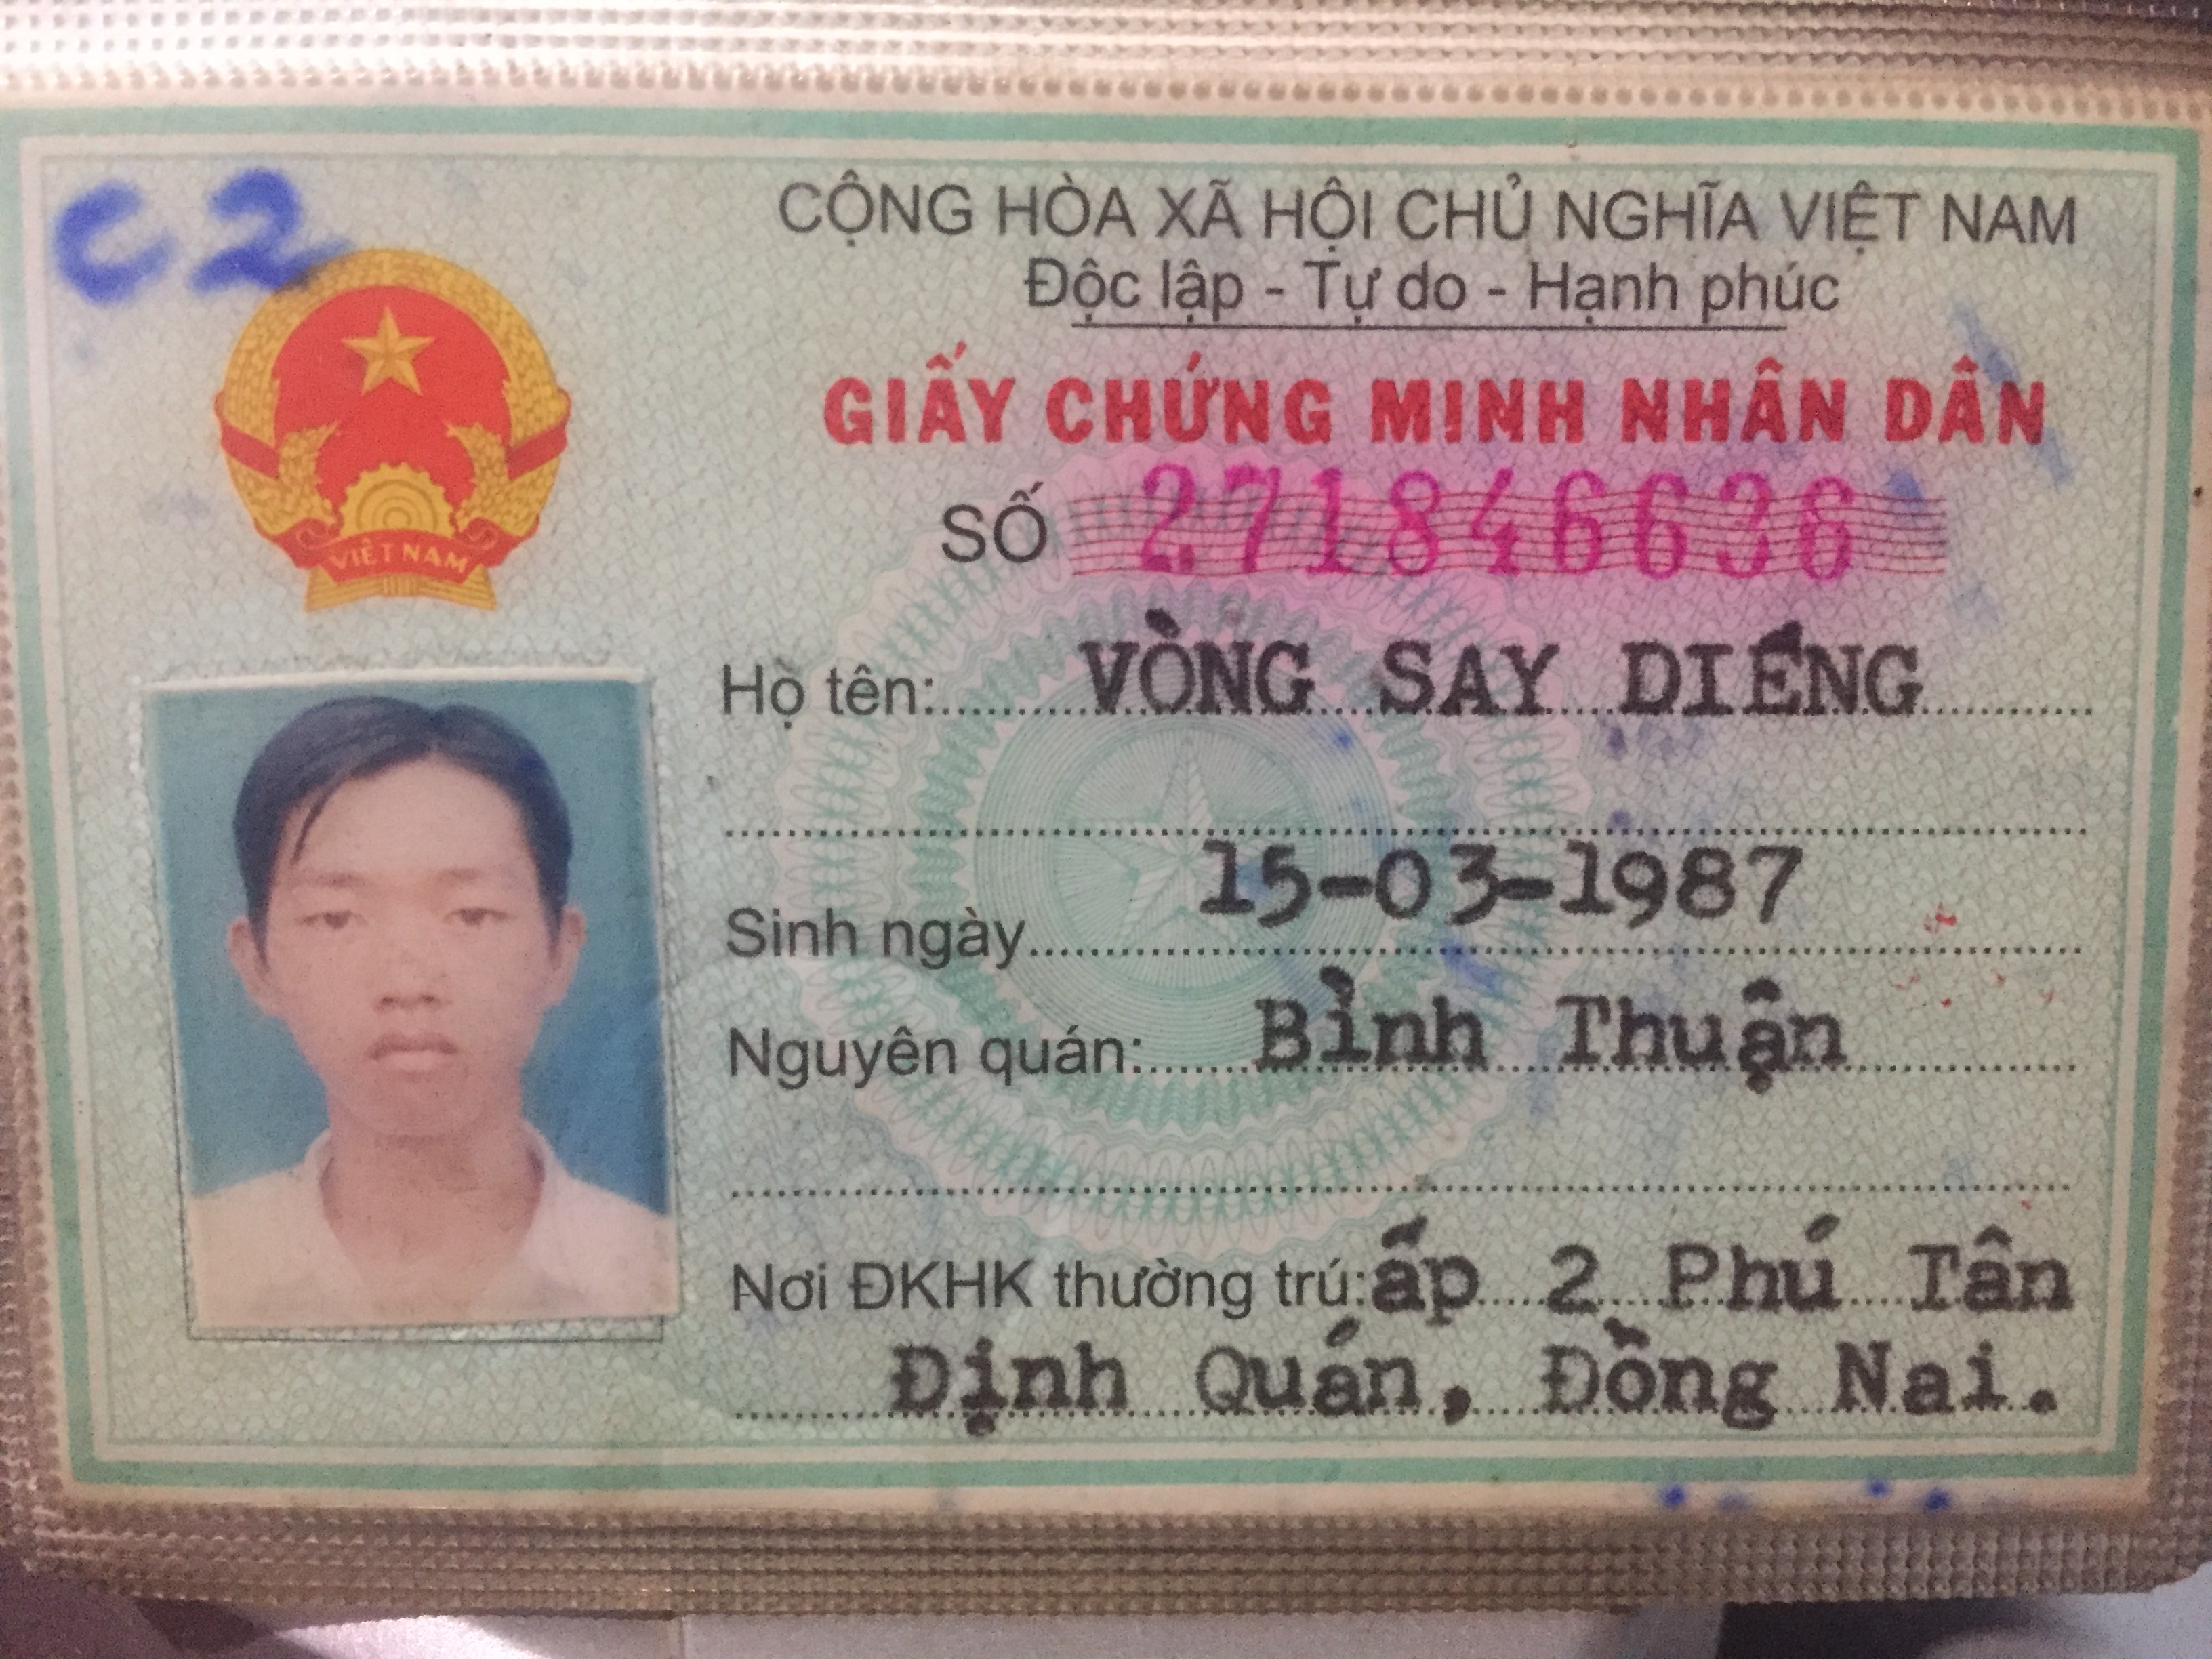 C2
CỘNG HÒA XÃ HỘI CHỦ NGHĨA VIỆT NAM
Độc lập - Tự do - Hạnh phúc
GIẤY CHỨNG MINH NHÂN DÂN
SỐ 271846636
VIỆT NAM
Họ tên: VÒNG SAY DIẾNG
Sinh ngày 15-03-1987
Nguyên quán: Bình Thuận
Nơi ĐKHK thường trú: ấp 2 Phú Tân
Định Quán, Đồng Nai.